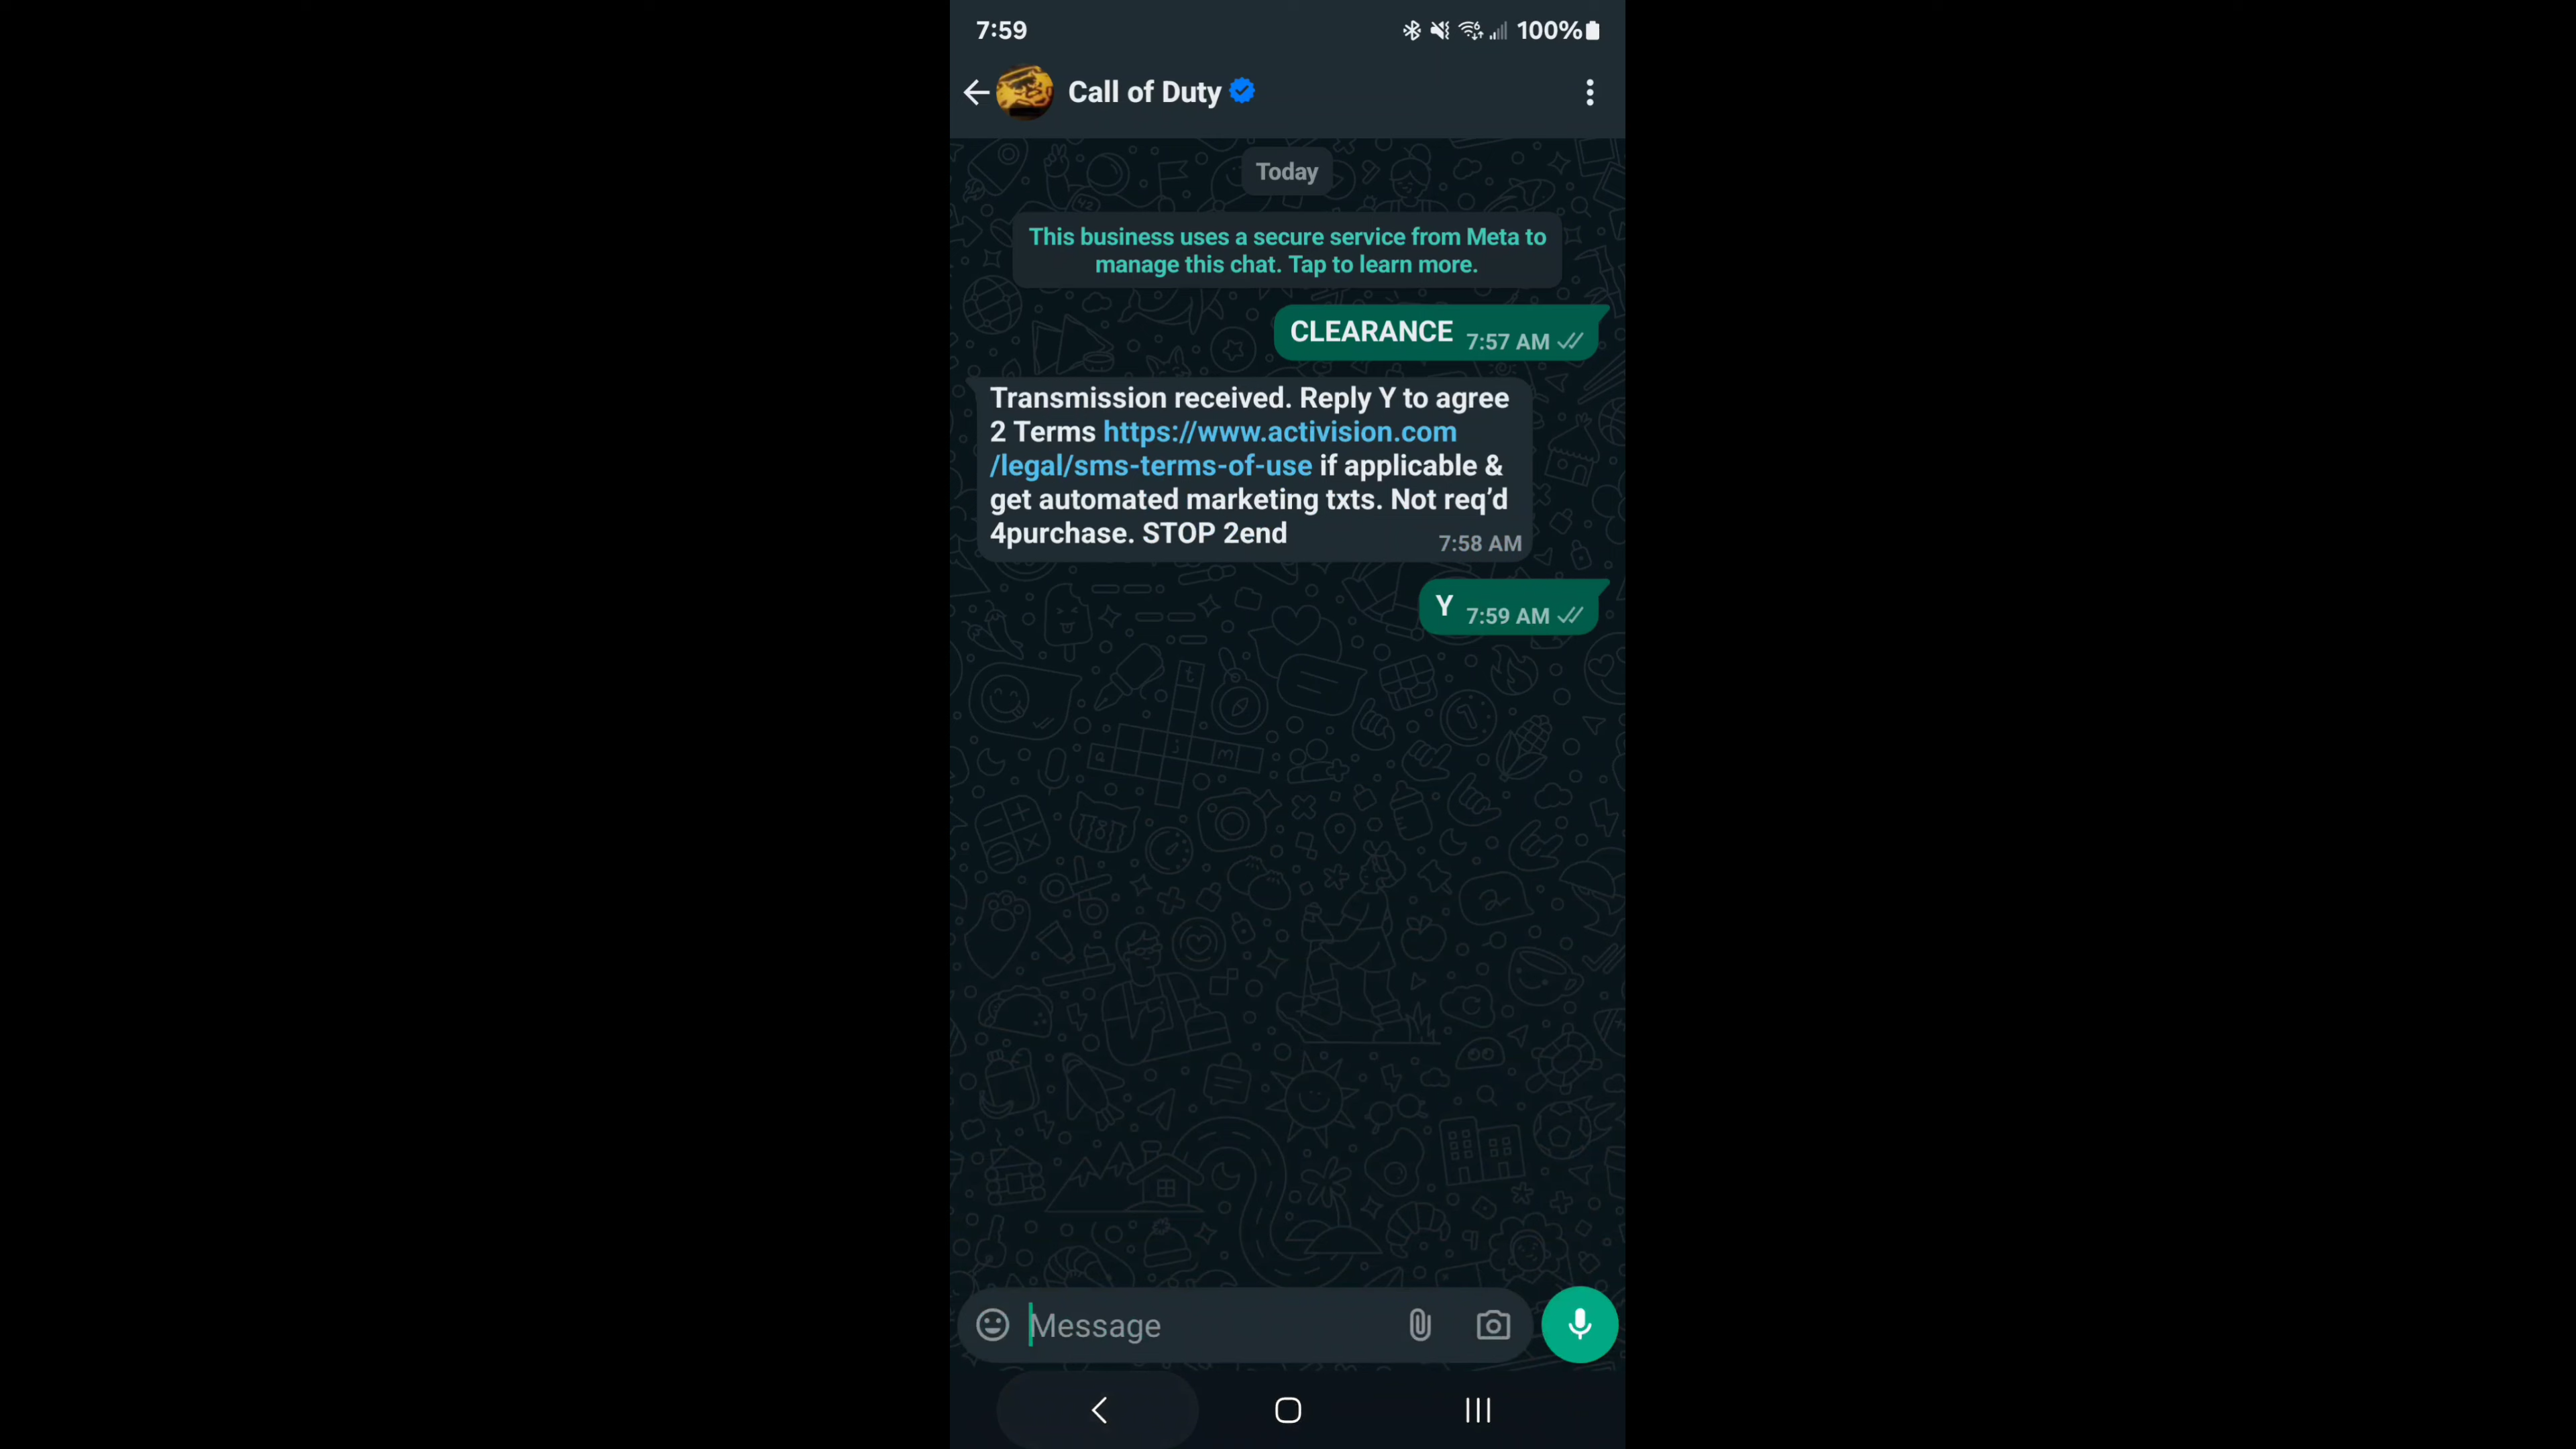 7:59
100%
Call of Duty
Today
This business uses a secure service from Meta to
manage this chat. Tap to learn more.
CLEARANCE 7:57 AM
Transmission received. Reply Y to agree
2 Terms https://www.activision.com
/legal/sms-terms-of-use if applicable &
get automated marketing txts. Not req’d
4purchase. STOP 2end
7:58 AM
Y 7:59 AM
Message